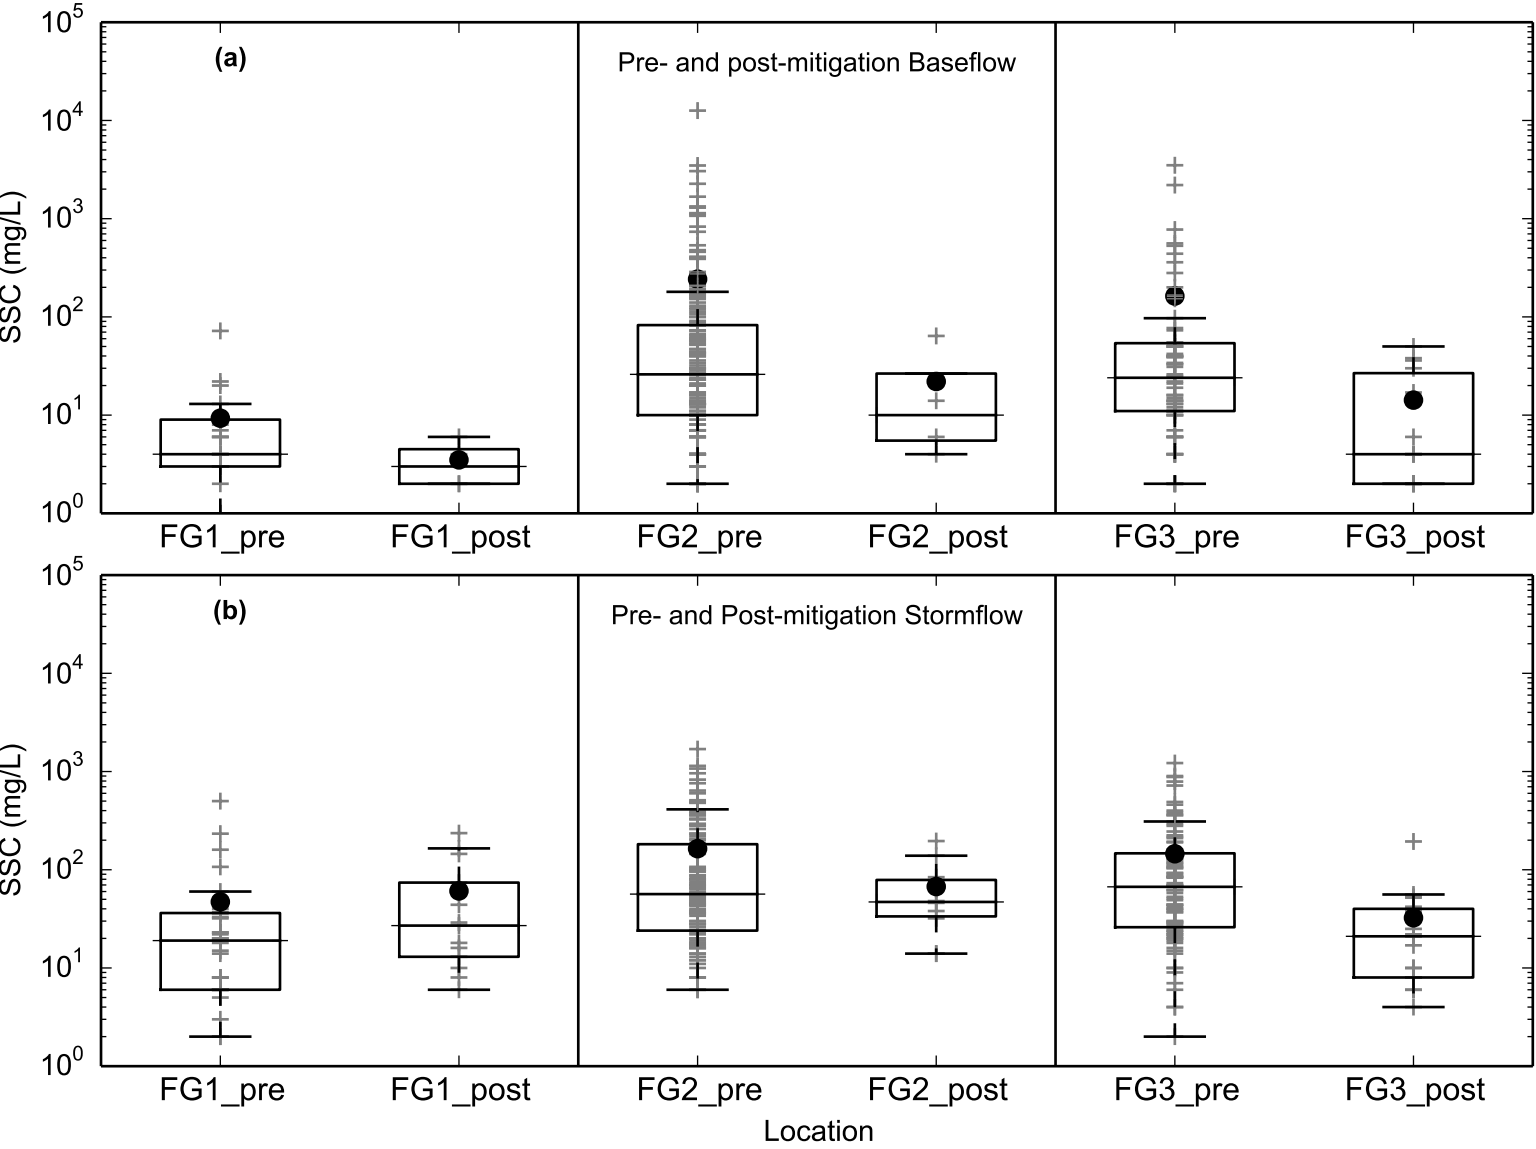 10^5
(a)
Pre- and post-mitigation Baseflow
10^4
10^3
10^2
10^1
10^0
SSC (mg/L)
FG1_pre FG1_post FG2_pre FG2_post FG3_pre FG3_post
10^5
(b)
Pre- and Post-mitigation Stormflow
10^4
10^3
10^2
10^1
10^0
SSC (mg/L)
FG1_pre FG1_post FG2_pre FG2_post FG3_pre FG3_post
Location